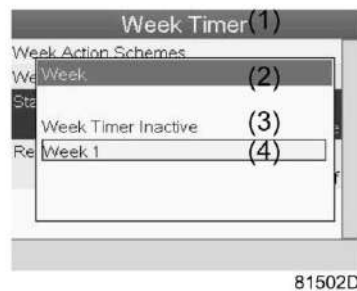 Week Timer(1)
Week Action Schemes
We
Week (2)
Sta
Week Timer Inactive (3)
Re
Week 1 (4)
81502D